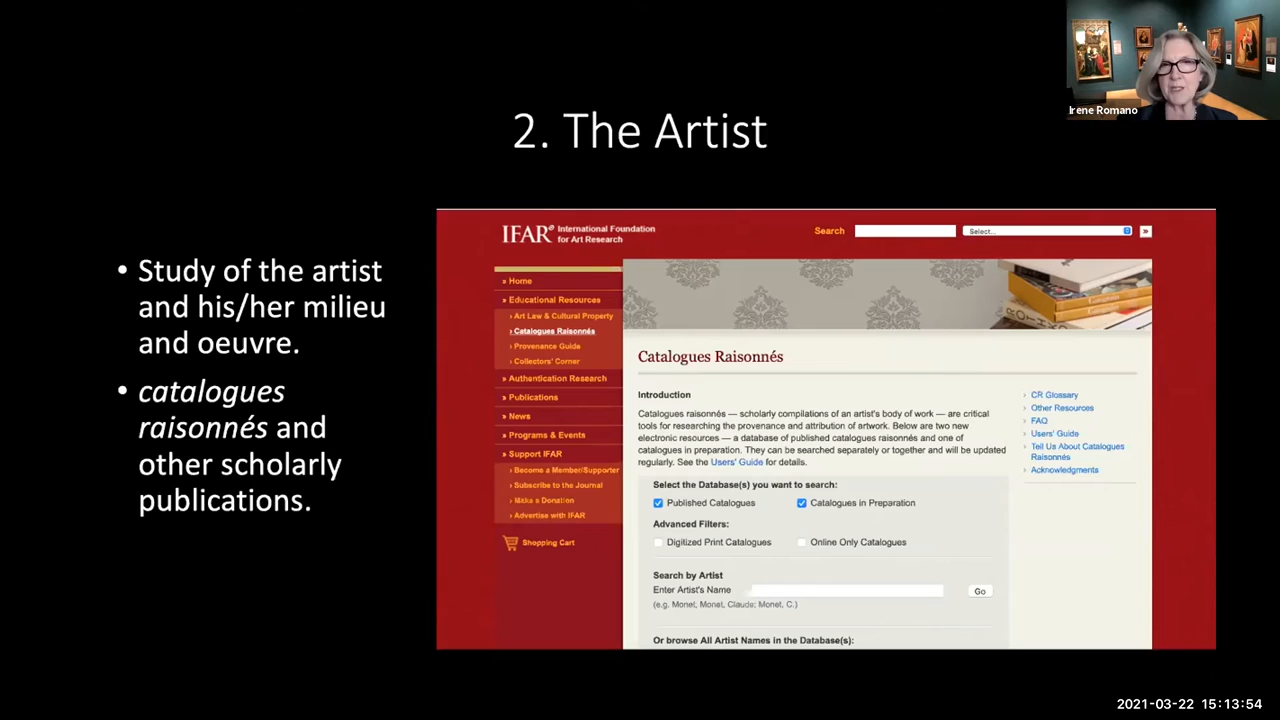 Irene Romano
2. The Artist
• Study of the artist
and his/her milieu
and oeuvre.
• catalogues
raisonnés and
other scholarly
publications.
IFAR® International Foundation
for Art Research
Search
Select...
»
» Home
» Educational Resources
› Art Law & Cultural Property
› Catalogues Raisonnés
› Provenance Guide
› Collectors' Corner
» Authentication Research
» Publications
» News
» Programs & Events
» Support IFAR
› Become a Member/Supporter
› Subscribe to the Journal
› Make a Donation
› Advertise with IFAR
Shopping Cart
Catalogues Raisonnés
Introduction
Catalogues raisonnés — scholarly compilations of an artist's body of work — are critical
tools for researching the provenance and attribution of artwork. Below are two new
electronic resources — a database of published catalogues raisonnés and one of
catalogues in preparation. They can be searched separately or together and will be updated
regularly. See the Users' Guide for details.
Select the Database(s) you want to search:
Published Catalogues
Catalogues in Preparation
Advanced Filters:
Digitized Print Catalogues
Online Only Catalogues
Search by Artist
Enter Artist's Name
Go
(e.g. Monet, Monet, Claude; Monet, C.)
Or browse All Artist Names in the Database(s):
› CR Glossary
› Other Resources
› FAQ
› Users' Guide
› Tell Us About Catalogues
Raisonnés
› Acknowledgments
2021-03-22 15:13:54